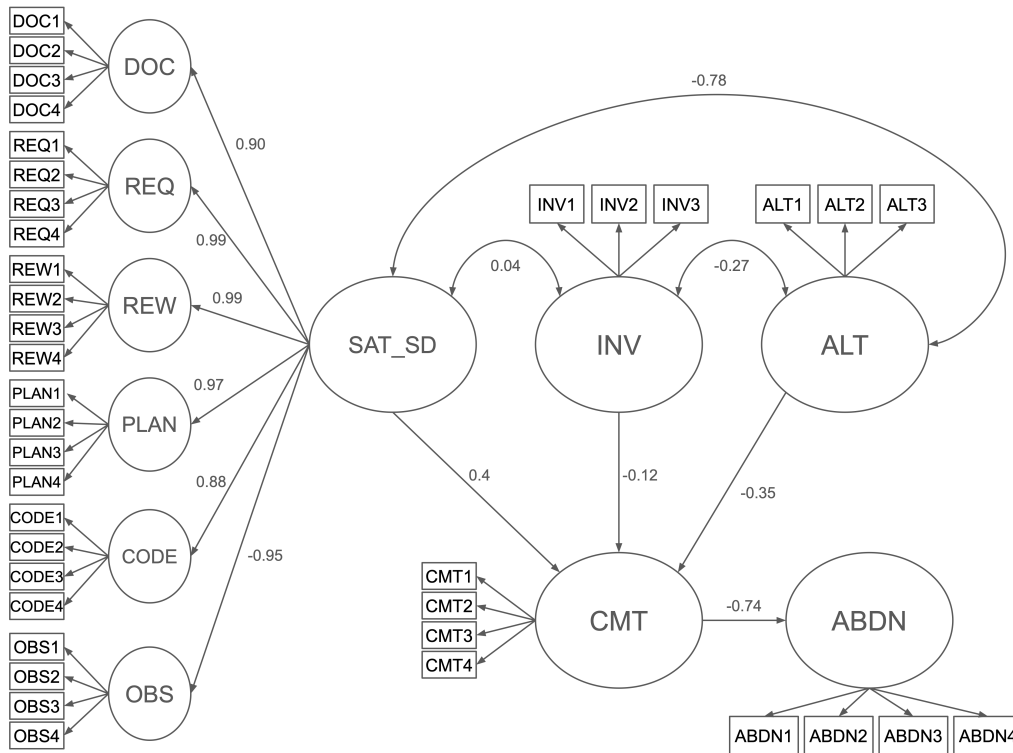 DOC1
DOC2
DOC3
DOC4
DOC
REQ1
REQ2
REQ3
REQ4
REQ
REW1
REW2
REW3
REW4
REW
PLAN1
PLAN2
PLAN3
PLAN4
PLAN
CODE1
CODE2
CODE3
CODE4
CODE
OBS1
OBS2
OBS3
OBS4
OBS
0.90
0.99
0.99
0.97
0.88
-0.95
-0.78
INV1 INV2 INV3
ALT1 ALT2 ALT3
0.04
-0.27
SAT_SD
INV
ALT
0.4
-0.12
-0.35
CMT1
CMT2
CMT3
CMT4
CMT
-0.74
ABDN
ABDN1 ABDN2 ABDN3 ABDN4